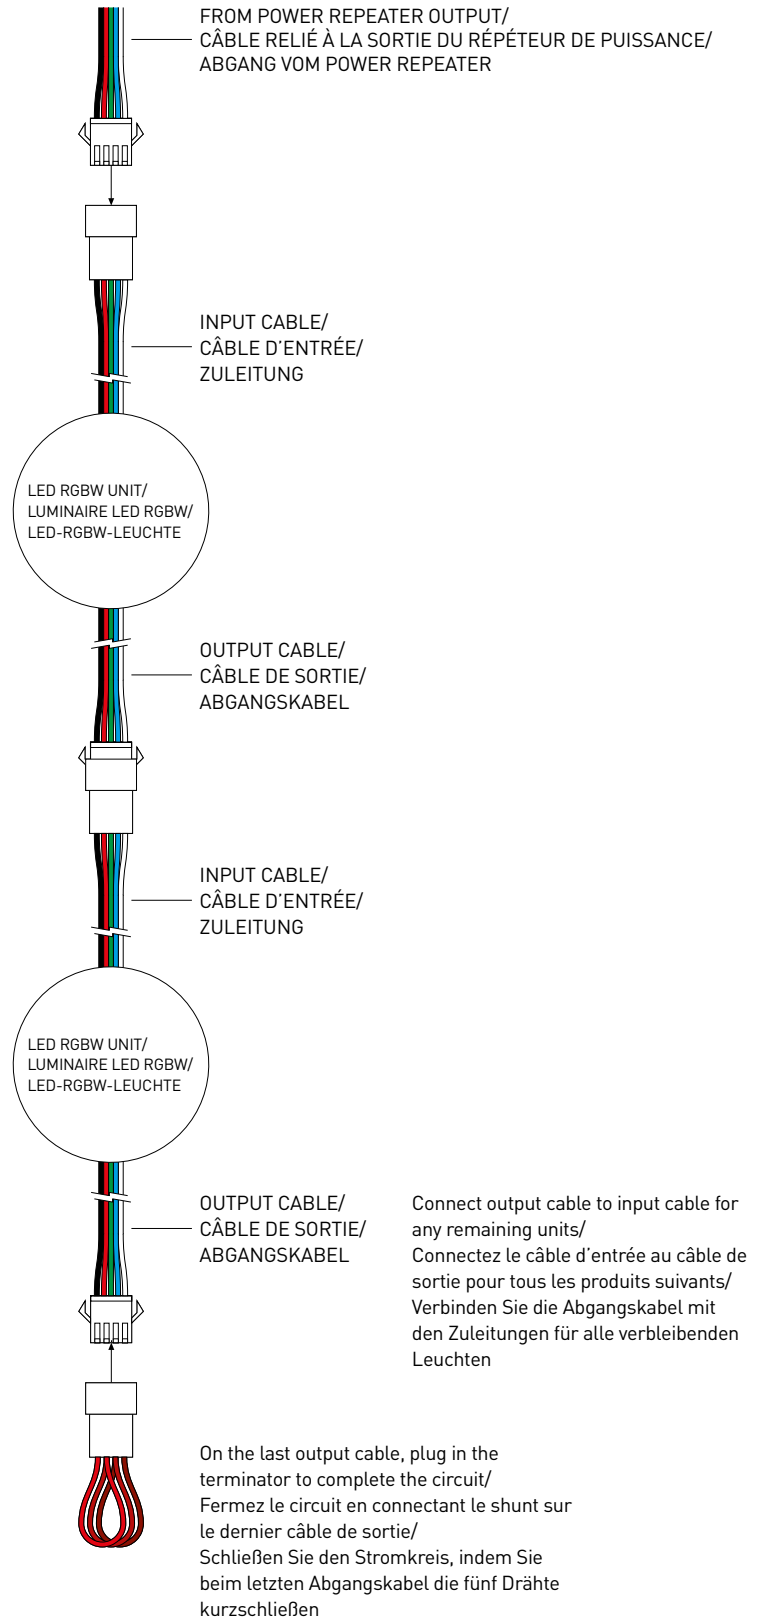 FROM POWER REPEATER OUTPUT/
CÂBLE RELIÉ À LA SORTIE DU RÉPÉTEUR DE PUISSANCE/
ABGANG VOM POWER REPEATER
INPUT CABLE/
CÂBLE D'ENTRÉE/
ZULEITUNG
LED RGBW UNIT/
LUMINAIRE LED RGBW/
LED-RGBW-LEUCHTE
OUTPUT CABLE/
CÂBLE DE SORTIE/
ABGANGSKABEL
INPUT CABLE/
CÂBLE D'ENTRÉE/
ZULEITUNG
LED RGBW UNIT/
LUMINAIRE LED RGBW/
LED-RGBW-LEUCHTE
OUTPUT CABLE/
CÂBLE DE SORTIE/
ABGANGSKABEL
Connect output cable to input cable for
any remaining units/
Connectez le câble d'entrée au câble de
sortie pour tous les produits suivants/
Verbinden Sie die Abgangskabel mit
den Zuleitungen für alle verbleibenden
Leuchten
On the last output cable, plug in the
terminator to complete the circuit/
Fermez le circuit en connectant le shunt sur
le dernier câble de sortie/
Schließen Sie den Stromkreis, indem Sie
beim letzten Abgangskabel die fünf Drähte
kurzschließen